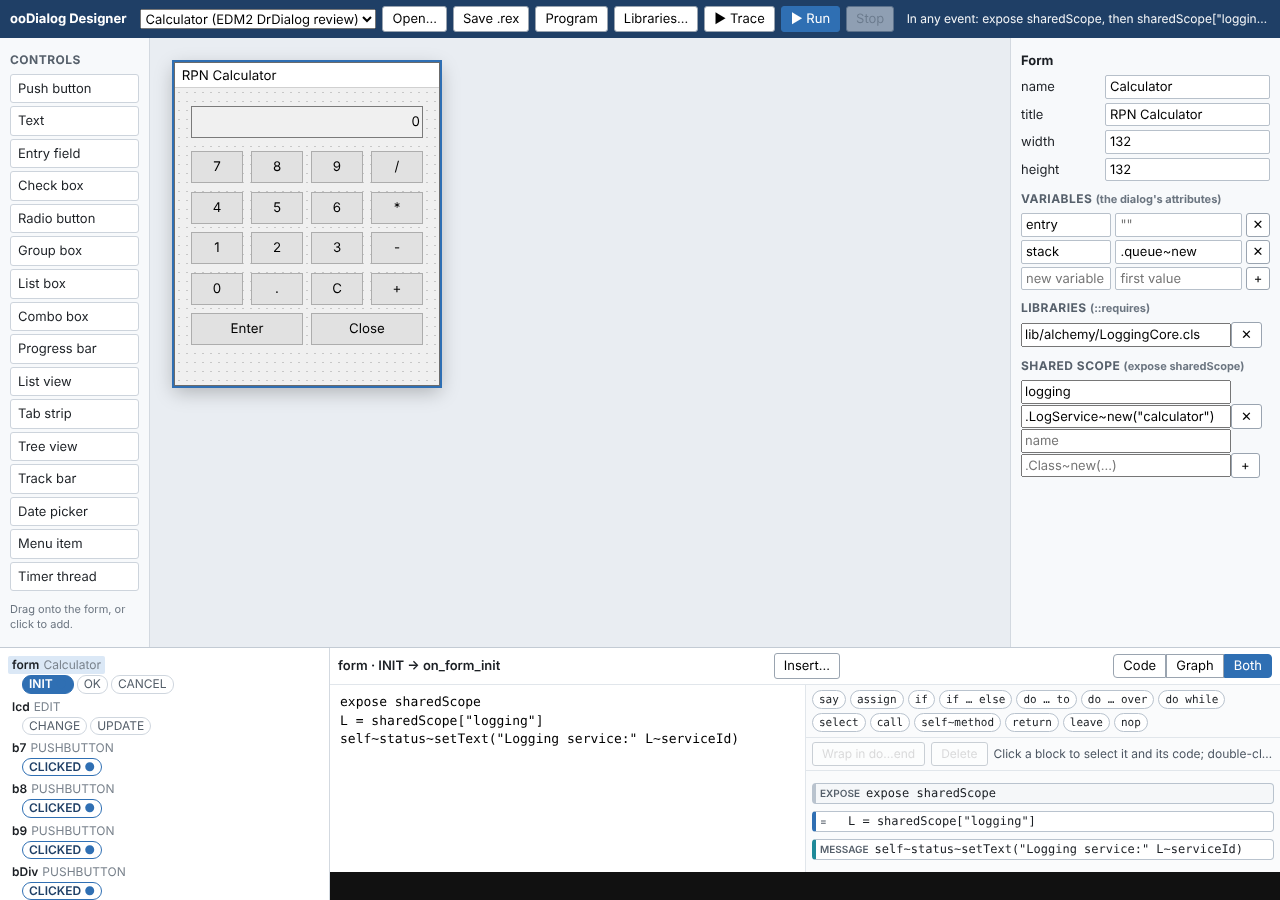 ooDialog Designer Calculator (EDM2 DrDialog review) Open... Save .rex Program Libraries... ▶ Trace ▶ Run Stop In any event: expose sharedScope, then sharedScope["loggin...
CONTROLS
Push button
Text
Entry field
Check box
Radio button
Group box
List box
Combo box
Progress bar
List view
Tab strip
Tree view
Track bar
Date picker
Menu item
Timer thread
Drag onto the form, or
click to add.
RPN Calculator
0
7 8 9 /
4 5 6 *
1 2 3 -
0 . C +
Enter Close
Form
name Calculator
title RPN Calculator
width 132
height 132
VARIABLES (the dialog's attributes)
entry "" ✕
stack .queue~new ✕
new variable first value +
LIBRARIES (::requires)
lib/alchemy/LoggingCore.cls ✕
SHARED SCOPE (expose sharedScope)
logging
.LogService~new("calculator") ✕
name
.Class~new(...) +
form Calculator
INIT OK CANCEL
lcd EDIT
CHANGE UPDATE
b7 PUSHBUTTON
CLICKED
b8 PUSHBUTTON
CLICKED
b9 PUSHBUTTON
CLICKED
bDiv PUSHBUTTON
CLICKED
form · INIT → on_form_init Insert... Code Graph Both
expose sharedScope
L = sharedScope["logging"]
self~status~setText("Logging service:" L~serviceId)
say assign if if … else do … to do … over do while
select call self~method return leave nop
Wrap in do...end Delete Click a block to select it and its code; double-cl...
EXPOSE expose sharedScope
= L = sharedScope["logging"]
MESSAGE self~status~setText("Logging service:" L~serviceId)